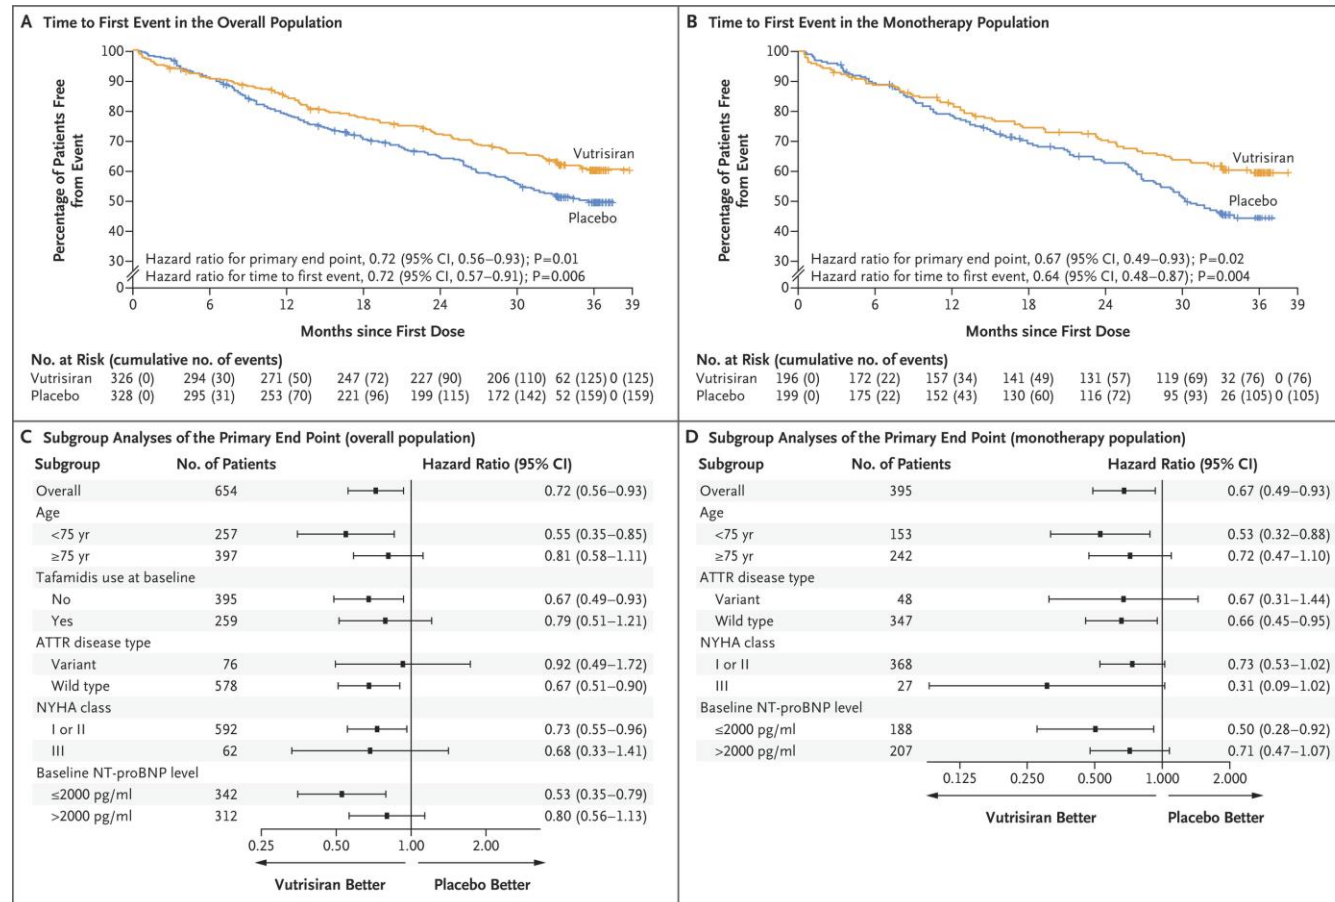 A Time to First Event in the Overall Population
Percentage of Patients Free
from Event
100
90
80
70
60
50
40
30
0
Vutrisiran
Placebo
Hazard ratio for primary end point, 0.72 (95% CI, 0.56–0.93); P=0.01
Hazard ratio for time to first event, 0.72 (95% CI, 0.57–0.91); P=0.006
0 6 12 18 24 30 36 39
Months since First Dose
No. at Risk (cumulative no. of events)
Vutrisiran 326 (0) 294 (30) 271 (50) 247 (72) 227 (90) 206 (110) 62 (125) 0 (125)
Placebo 328 (0) 295 (31) 253 (70) 221 (96) 199 (115) 172 (142) 52 (159) 0 (159)
B Time to First Event in the Monotherapy Population
Percentage of Patients Free
from Event
100
90
80
70
60
50
40
30
0
Vutrisiran
Placebo
Hazard ratio for primary end point, 0.67 (95% CI, 0.49–0.93); P=0.02
Hazard ratio for time to first event, 0.64 (95% CI, 0.48–0.87); P=0.004
0 6 12 18 24 30 36 39
Months since First Dose
No. at Risk (cumulative no. of events)
Vutrisiran 196 (0) 172 (22) 157 (34) 141 (49) 131 (57) 119 (69) 32 (76) 0 (76)
Placebo 199 (0) 175 (22) 152 (43) 130 (60) 116 (72) 95 (93) 26 (105) 0 (105)
C Subgroup Analyses of the Primary End Point (overall population)
Subgroup No. of Patients Hazard Ratio (95% CI)
Overall 654 0.72 (0.56–0.93)
Age
<75 yr 257 0.55 (0.35–0.85)
≥75 yr 397 0.81 (0.58–1.11)
Tafamidis use at baseline
No 395 0.67 (0.49–0.93)
Yes 259 0.79 (0.51–1.21)
ATTR disease type
Variant 76 0.92 (0.49–1.72)
Wild type 578 0.67 (0.51–0.90)
NYHA class
I or II 592 0.73 (0.55–0.96)
III 62 0.68 (0.33–1.41)
Baseline NT-proBNP level
≤2000 pg/ml 342 0.53 (0.35–0.79)
>2000 pg/ml 312 0.80 (0.56–1.13)
0.25 0.50 1.00 2.00
Vutrisiran Better Placebo Better
D Subgroup Analyses of the Primary End Point (monotherapy population)
Subgroup No. of Patients Hazard Ratio (95% CI)
Overall 395 0.67 (0.49–0.93)
Age
<75 yr 153 0.53 (0.32–0.88)
≥75 yr 242 0.72 (0.47–1.10)
ATTR disease type
Variant 48 0.67 (0.31–1.44)
Wild type 347 0.66 (0.45–0.95)
NYHA class
I or II 368 0.73 (0.53–1.02)
III 27 0.31 (0.09–1.02)
Baseline NT-proBNP level
≤2000 pg/ml 188 0.50 (0.28–0.92)
>2000 pg/ml 207 0.71 (0.47–1.07)
0.125 0.250 0.500 1.000 2.000
Vutrisiran Better Placebo Better